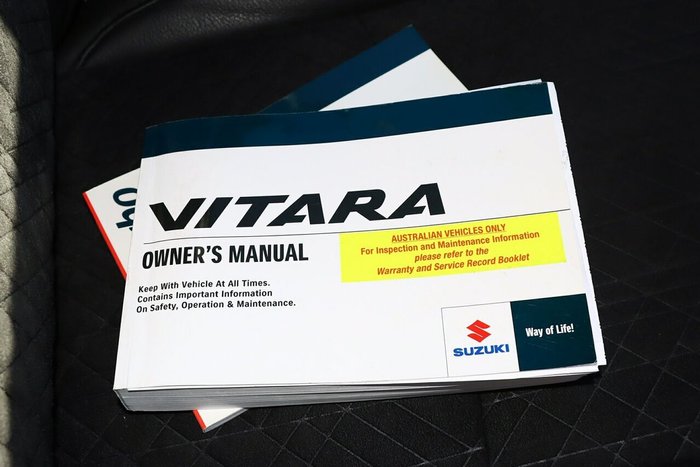 VITARA
OWNER'S MANUAL
AUSTRALIAN VEHICLES ONLY
For Inspection and Maintenance Information
please refer to the
Warranty and Service Record Booklet
Keep With Vehicle At All Times.
Contains Important Information
On Safety, Operation & Maintenance.
SUZUKI
Way of Life!